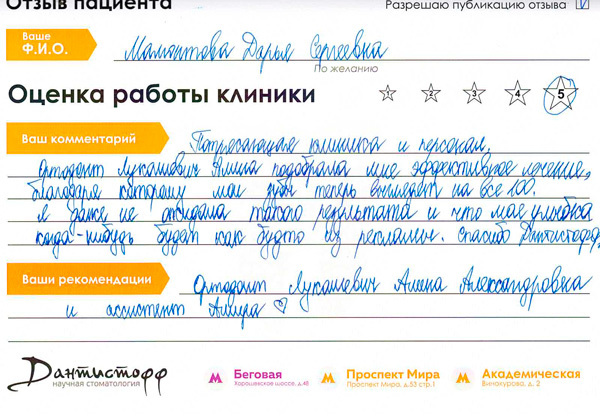 Отзыв пациента
Разрешаю публикацию отзыва
Ваше
Ф.И.О.
Мамонтова Дарья Сергеевна
По желанию
Оценка работы клиники
1 2 3 4 5
Ваш комментарий
Потрясающая клиника и персонал.
Ортодонт Лукашевич Алина подобрала мне эффективное лечение,
благодаря которому мои зубы теперь выглядят на все 100.
Я даже не ожидала такого результата и что моя улыбка
когда-нибудь будет как будто из рекламы. Спасибо Дантистофф,
Ваши рекомендации
Ортодонт Лукашевич Алина Александровна
и ассистент Амира
Дантистофф
научная стоматология
Беговая
Хорошевское шоссе, д.48
Проспект Мира
Проспект Мира, д.53 стр.1
Академическая
Винокурова, д. 2